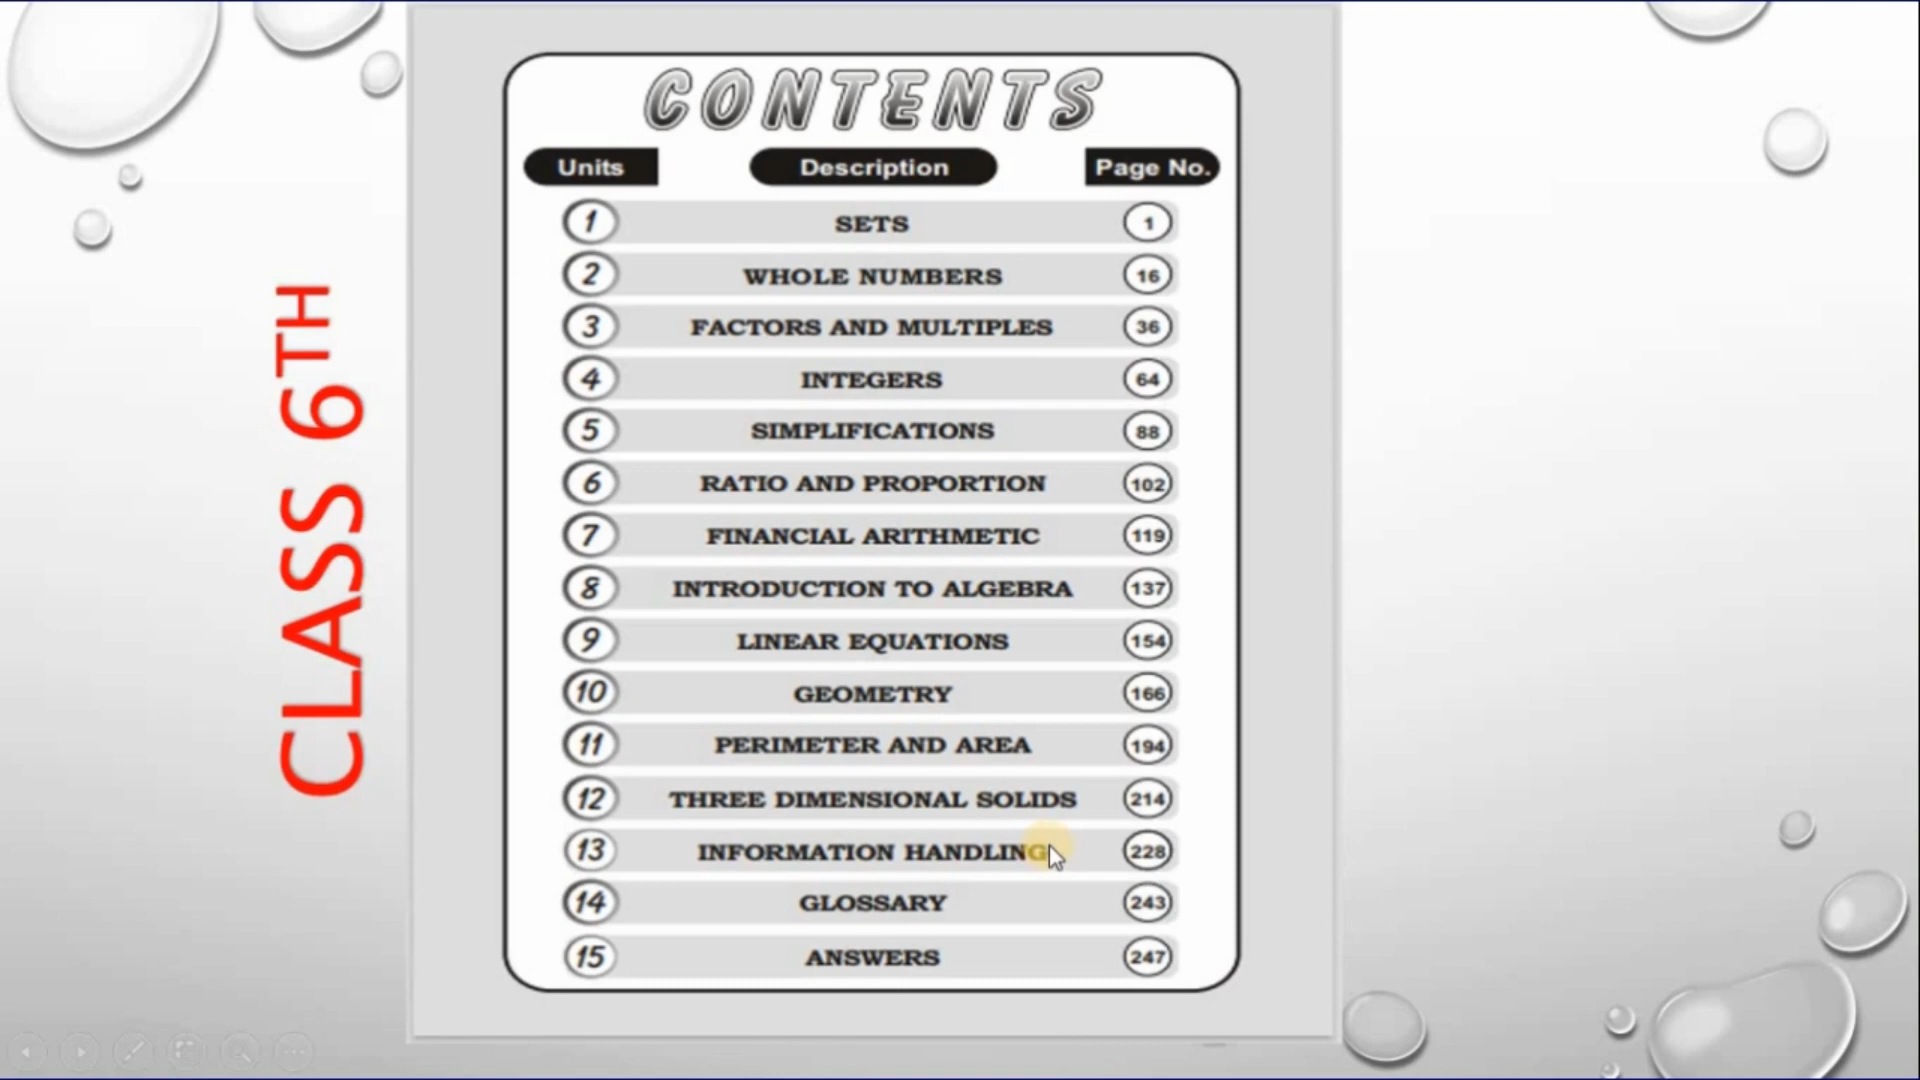 CLASS 6TH
CONTENTS
Units Description Page No.
1 SETS 1
2 WHOLE NUMBERS 16
3 FACTORS AND MULTIPLES 36
4 INTEGERS 64
5 SIMPLIFICATIONS 88
6 RATIO AND PROPORTION 102
7 FINANCIAL ARITHMETIC 119
8 INTRODUCTION TO ALGEBRA 137
9 LINEAR EQUATIONS 154
10 GEOMETRY 166
11 PERIMETER AND AREA 194
12 THREE DIMENSIONAL SOLIDS 214
13 INFORMATION HANDLING 228
14 GLOSSARY 243
15 ANSWERS 247